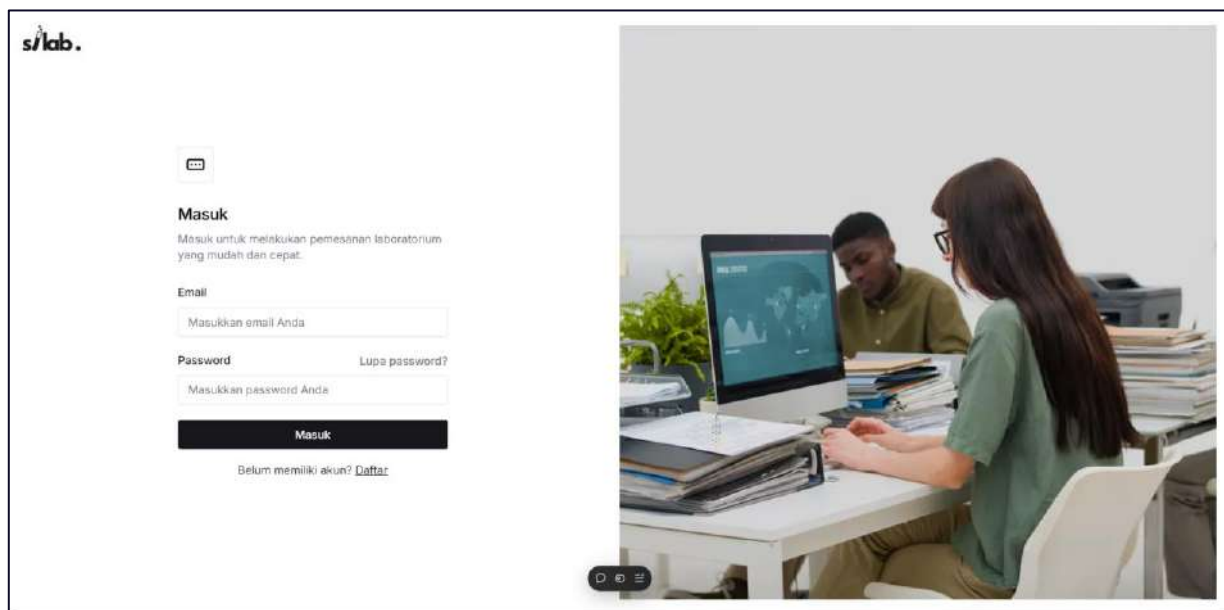 silab.
Masuk
Masuk untuk melakukan pemesanan laboratorium
yang mudah dan cepat.
Email
Masukkan email Anda
Password Lupa password?
Masukkan password Anda
Masuk
Belum memiliki akun? Daftar